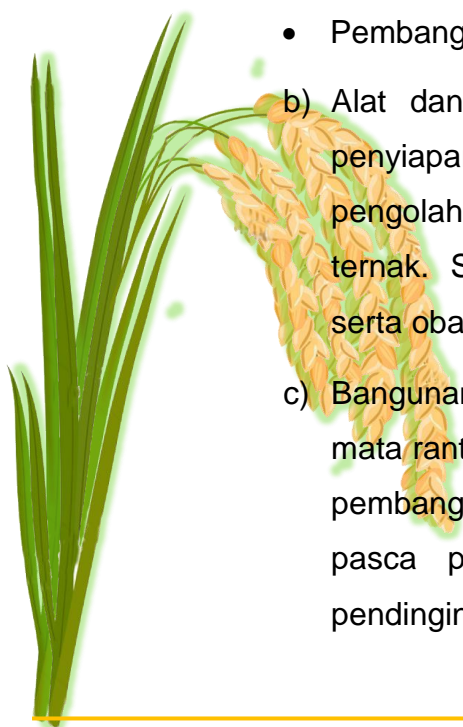 • Pembang
b) Alat dan
penyiapa
pengolah
ternak. S
serta oba
c) Bangunan
mata rant
pembang
pasca p
pendingin